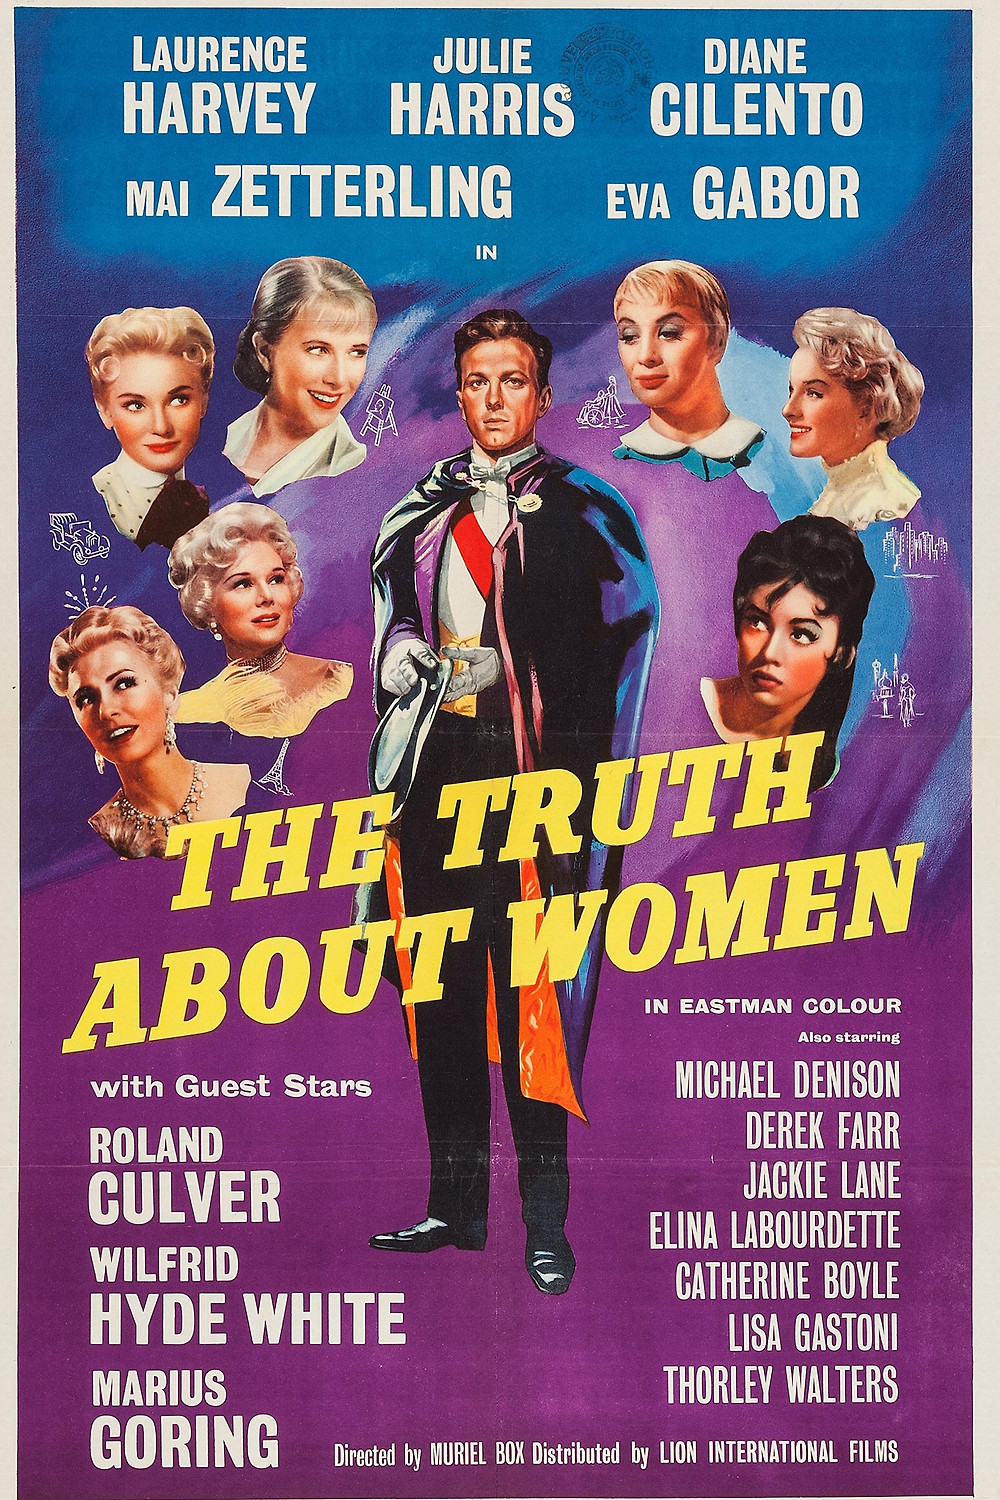 LAURENCE HARVEY
JULIE HARRIS
DIANE CILENTO
MAI ZETTERLING
EVA GABOR
IN
THE TRUTH
ABOUT WOMEN
IN EASTMAN COLOUR
with Guest Stars
ROLAND
CULVER
WILFRID
HYDE WHITE
MARIUS
GORING
Also starring
MICHAEL DENISON
DEREK FARR
JACKIE LANE
ELINA LABOURDETTE
CATHERINE BOYLE
LISA GASTONI
THORLEY WALTERS
Directed by MURIEL BOX Distributed by LION INTERNATIONAL FILMS